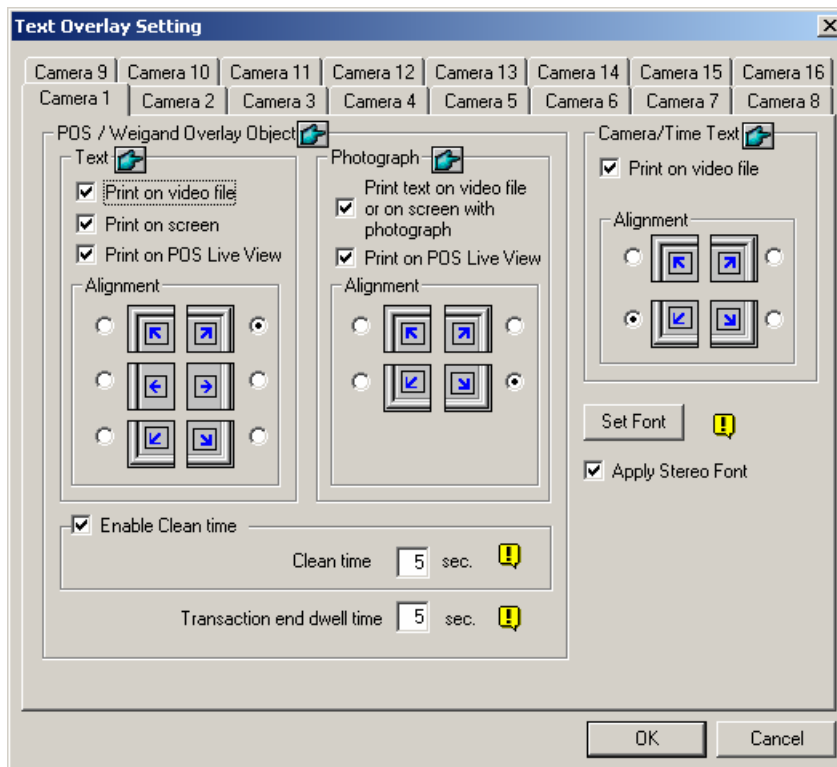 Text Overlay Setting
Camera 9 Camera 10 Camera 11 Camera 12 Camera 13 Camera 14 Camera 15 Camera 16
Camera 1 Camera 2 Camera 3 Camera 4 Camera 5 Camera 6 Camera 7 Camera 8
POS / Weigand Overlay Object
Text
Print on video file
Print on screen
Print on POS Live View
Alignment
Photograph
Print text on video file
or on screen with
photograph
Print on POS Live View
Alignment
Enable Clean time
Clean time 5 sec.
Transaction end dwell time 5 sec.
Camera/Time Text
Print on video file
Alignment
Set Font
Apply Stereo Font
OK Cancel